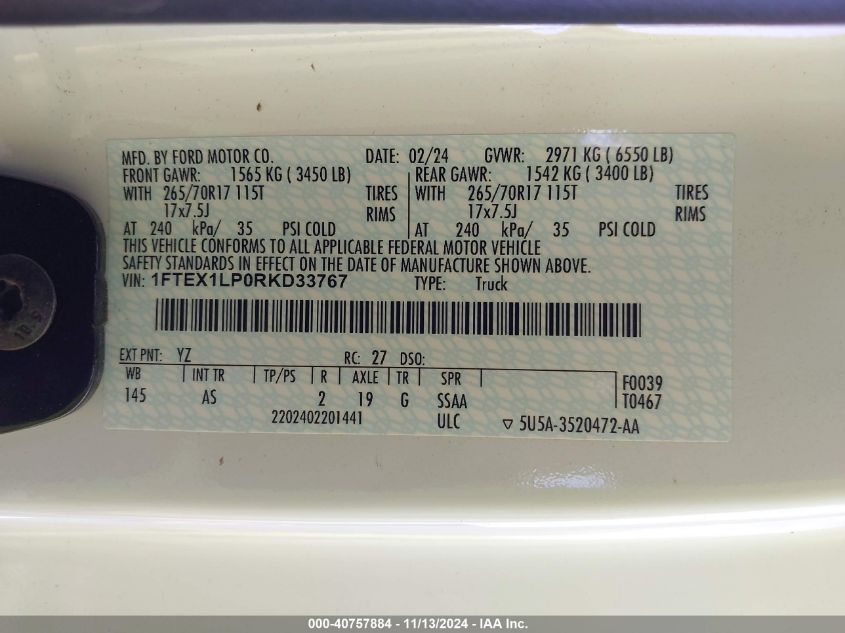 MFD. BY FORD MOTOR CO. DATE: 02/24 GVWR: 2971 KG ( 6550 LB)
FRONT GAWR: 1565 KG ( 3450 LB) REAR GAWR: 1542 KG ( 3400 LB)
WITH 265/70R17 115T TIRES WITH 265/70R17 115T TIRES
17x7.5J RIMS 17x7.5J RIMS
AT 240 kPa/ 35 PSI COLD AT 240 kPa/ 35 PSI COLD
THIS VEHICLE CONFORMS TO ALL APPLICABLE FEDERAL MOTOR VEHICLE
SAFETY STANDARDS IN EFFECT ON THE DATE OF MANUFACTURE SHOWN ABOVE.
VIN: 1FTEX1LP0RKD33767 TYPE: Truck
EXT PNT: YZ RC: 27 DSO:
WB INT TR TP/PS R AXLE TR SPR F0039
145 AS 2 19 G SSAA T0467
2202402201441 ULC ▽ 5U5A-3520472-AA
18.5
000-40757884 - 11/13/2024 - IAA Inc.